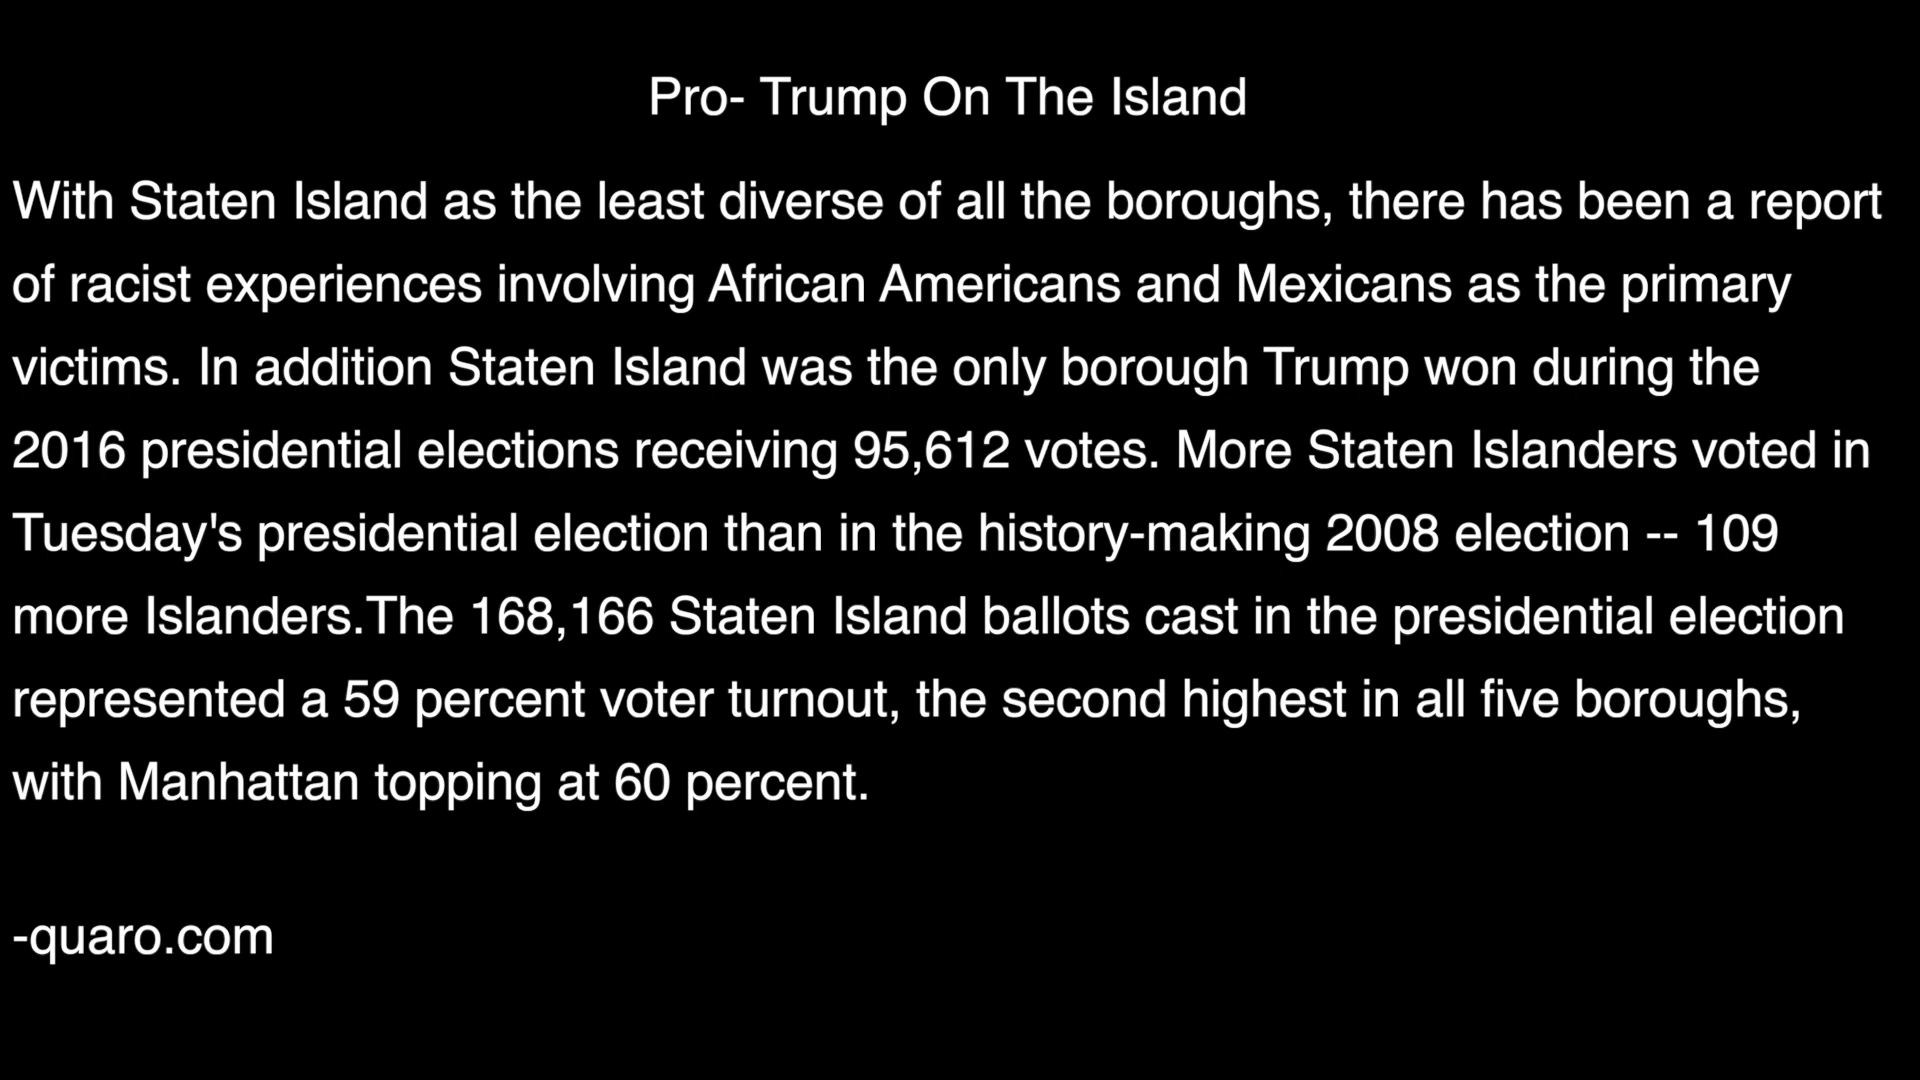 Pro- Trump On The Island
With Staten Island as the least diverse of all the boroughs, there has been a report
of racist experiences involving African Americans and Mexicans as the primary
victims. In addition Staten Island was the only borough Trump won during the
2016 presidential elections receiving 95,612 votes. More Staten Islanders voted in
Tuesday's presidential election than in the history-making 2008 election -- 109
more Islanders.The 168,166 Staten Island ballots cast in the presidential election
represented a 59 percent voter turnout, the second highest in all five boroughs,
with Manhattan topping at 60 percent.
-quaro.com